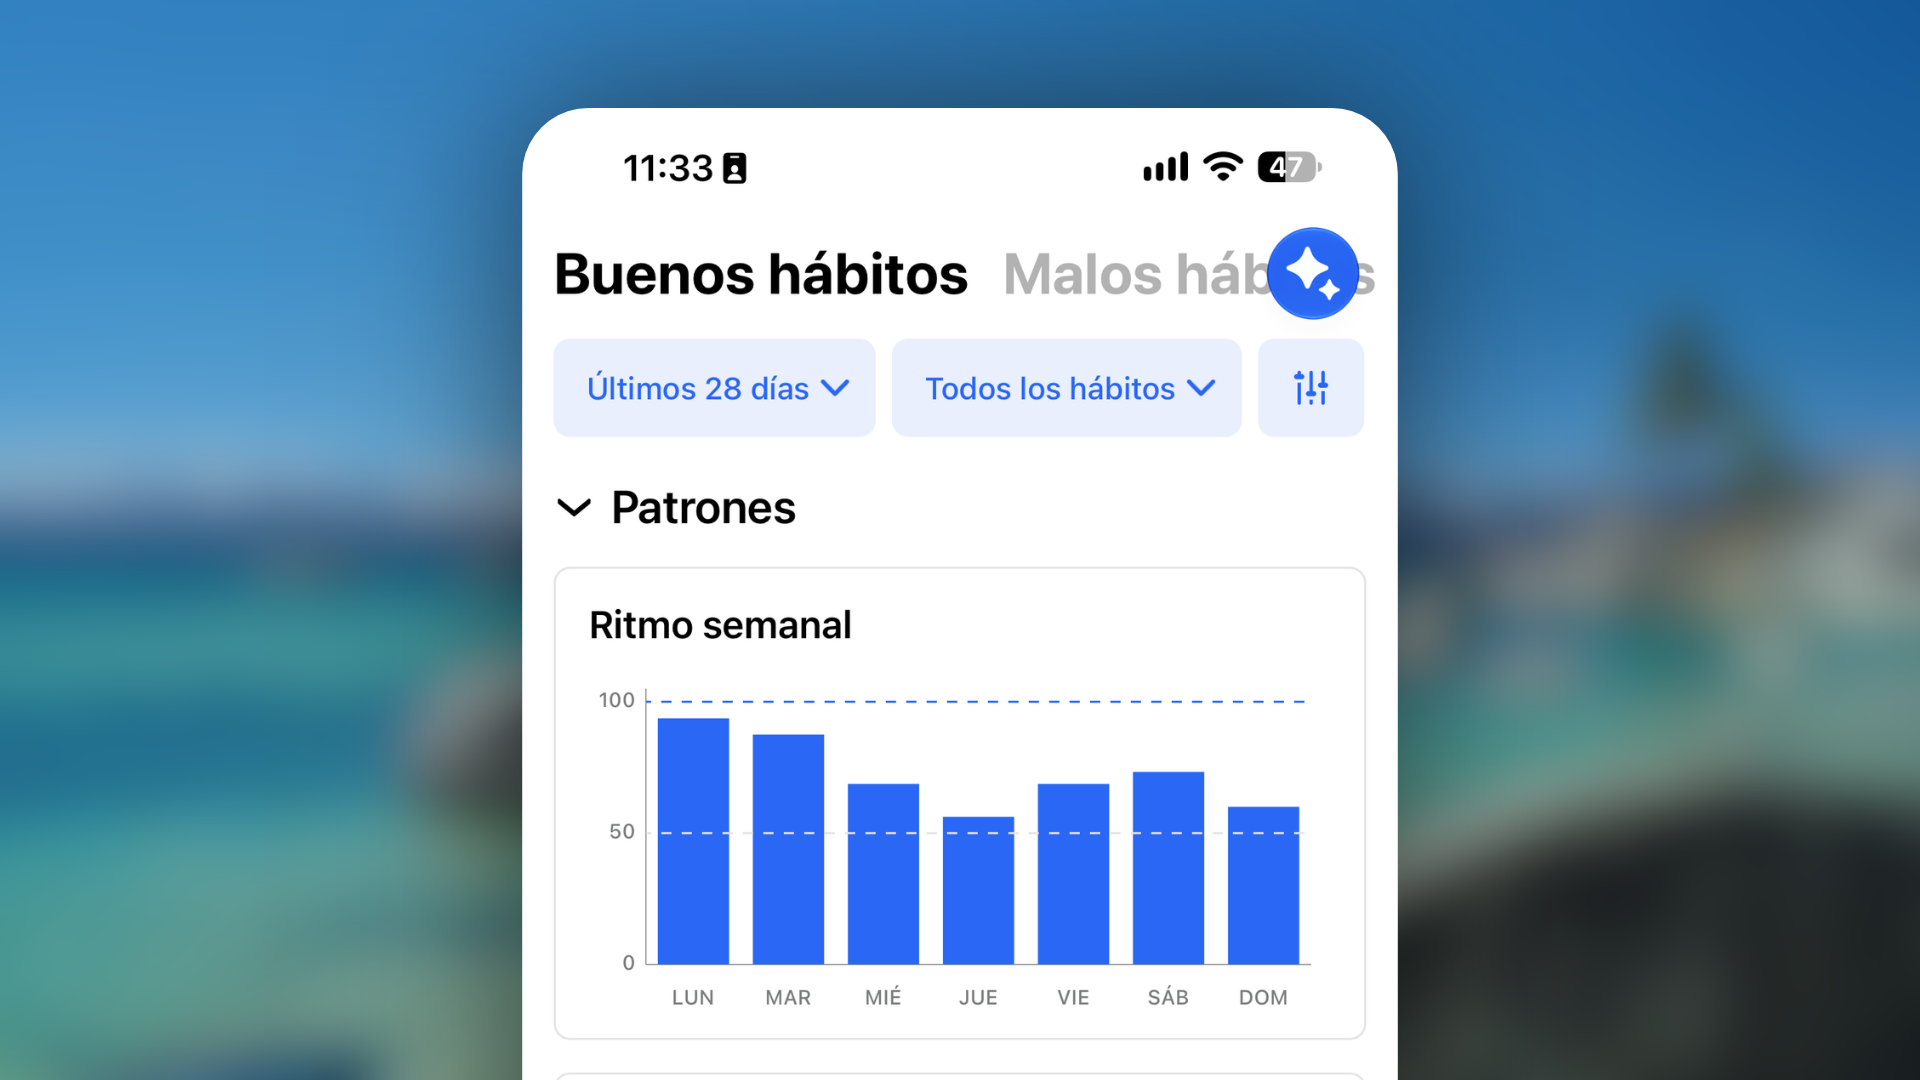 11:33
47
Buenos hábitos Malos háb s
Últimos 28 días
Todos los hábitos
Patrones
Ritmo semanal
100
50
0
LUN MAR MIÉ JUE VIE SÁB DOM